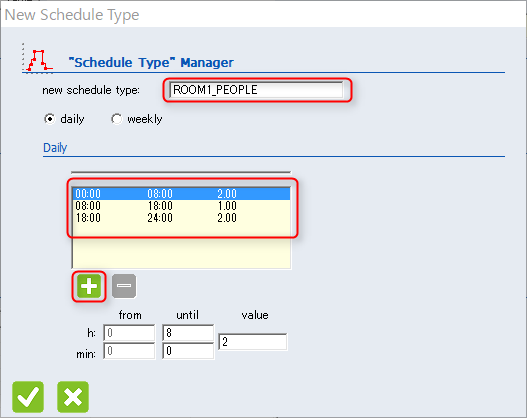 New Schedule Type
"Schedule Type" Manager
new schedule type: ROOM1_PEOPLE
daily weekly
Daily
00:00 08:00 2.00
08:00 18:00 1.00
18:00 24:00 2.00
from until value
h: 0 8
2
min: 0 0